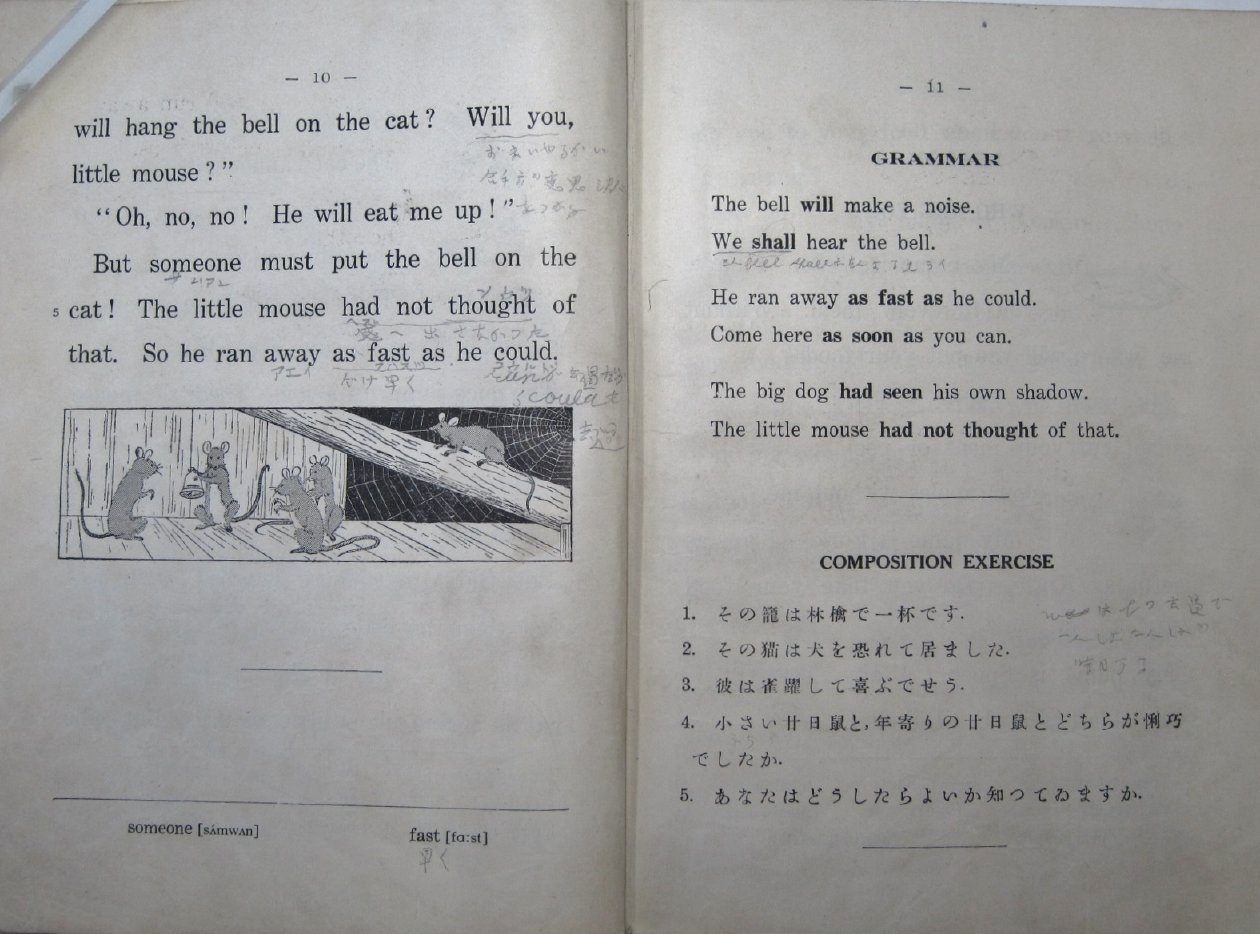 — 10 —
will hang the bell on the cat? Will you,
little mouse?”
“Oh, no, no! He will eat me up!”
But someone must put the bell on the
5 cat! The little mouse had not thought of
that. So he ran away as fast as he could.
アエイ
かけ早く
someone [sʌ́mwʌn]
fast [fɑːst]
早く
— 11 —
GRAMMAR
The bell will make a noise.
We shall hear the bell.
He ran away as fast as he could.
Come here as soon as you can.
The big dog had seen his own shadow.
The little mouse had not thought of that.
COMPOSITION EXERCISE
1. その籠は林檎で一杯です.
2. その猫は犬を恐れて居ました.
3. 彼は雀躍して喜ぶでせう.
4. 小さい廿日鼠と,年寄りの廿日鼠とどちらが悧巧
でしたか.
5. あなたはどうしたらよいか知つてゐますか.